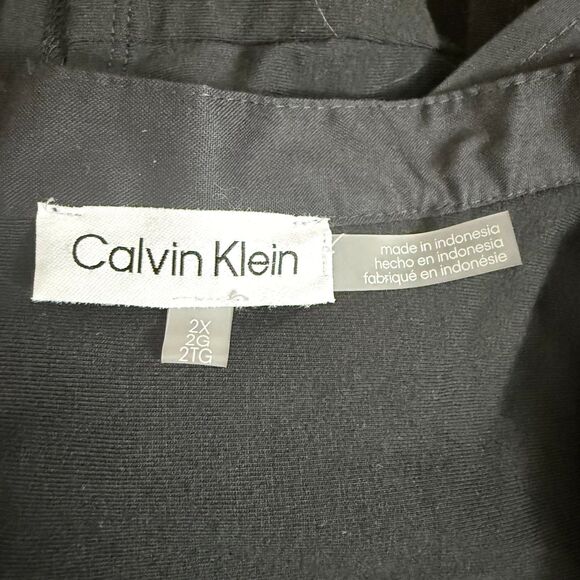 Calvin Klein
made in indonesia
hecho en indonesia
fabriqué en indonésie
2X
2G
2TG